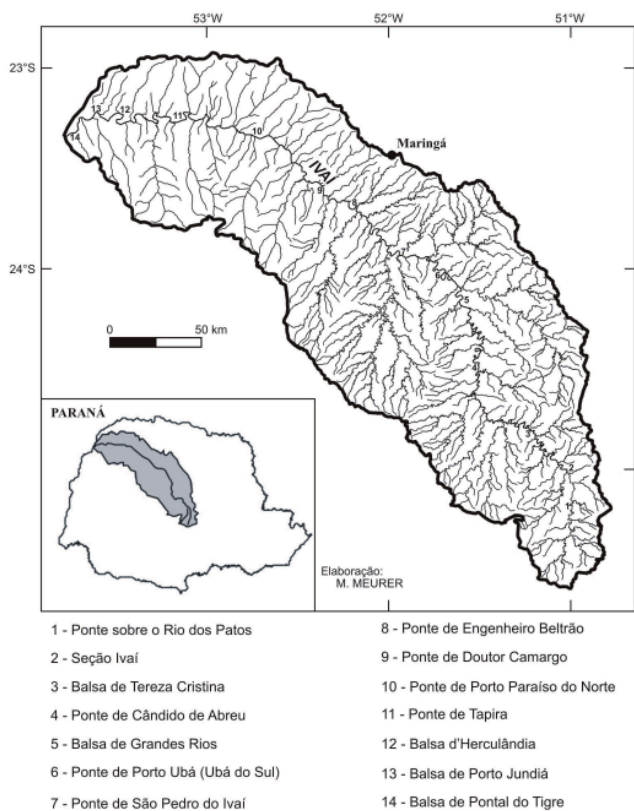 53°W 52°W 51°W
23°S
13 12 11
14
10
Maringá
IVAÍ
9
8
24°S
6
5
0 50 km
PARANÁ
Elaboração:
M. MEURER
1 - Ponte sobre o Rio dos Patos
2 - Seção Ivaí
3 - Balsa de Tereza Cristina
4 - Ponte de Cândido de Abreu
5 - Balsa de Grandes Rios
6 - Ponte de Porto Ubá (Ubá do Sul)
7 - Ponte de São Pedro do Ivaí
8 - Ponte de Engenheiro Beltrão
9 - Ponte de Doutor Camargo
10 - Ponte de Porto Paraíso do Norte
11 - Ponte de Tapira
12 - Balsa d'Herculândia
13 - Balsa de Porto Jundiá
14 - Balsa de Pontal do Tigre